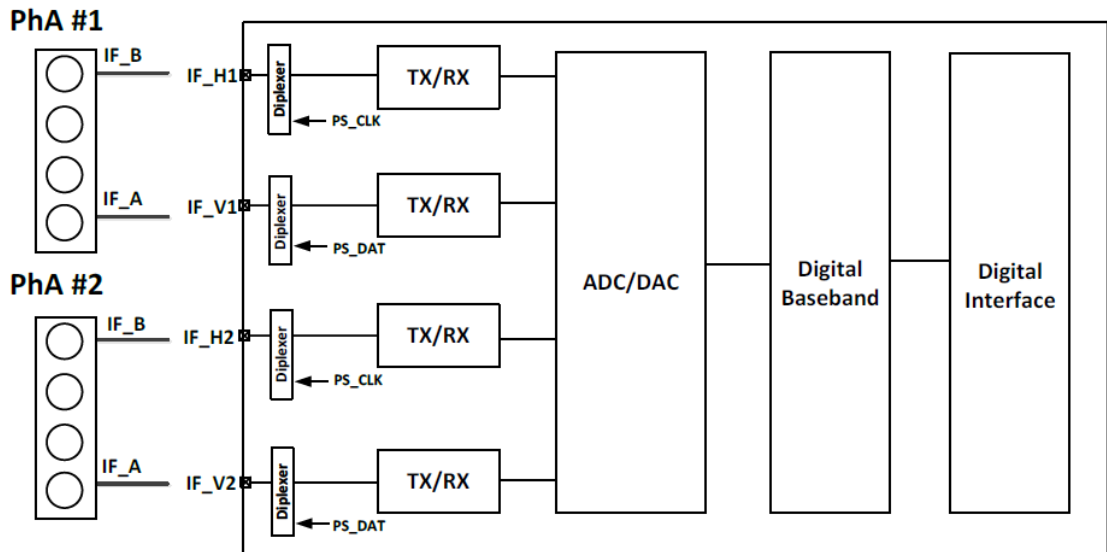 PhA #1
IF_B
IF_H1
Diplexer
TX/RX
PS_CLK
IF_A
IF_V1
Diplexer
TX/RX
PS_DAT
PhA #2
IF_B
IF_H2
Diplexer
TX/RX
PS_CLK
IF_A
IF_V2
Diplexer
TX/RX
PS_DAT
ADC/DAC
Digital
Baseband
Digital
Interface